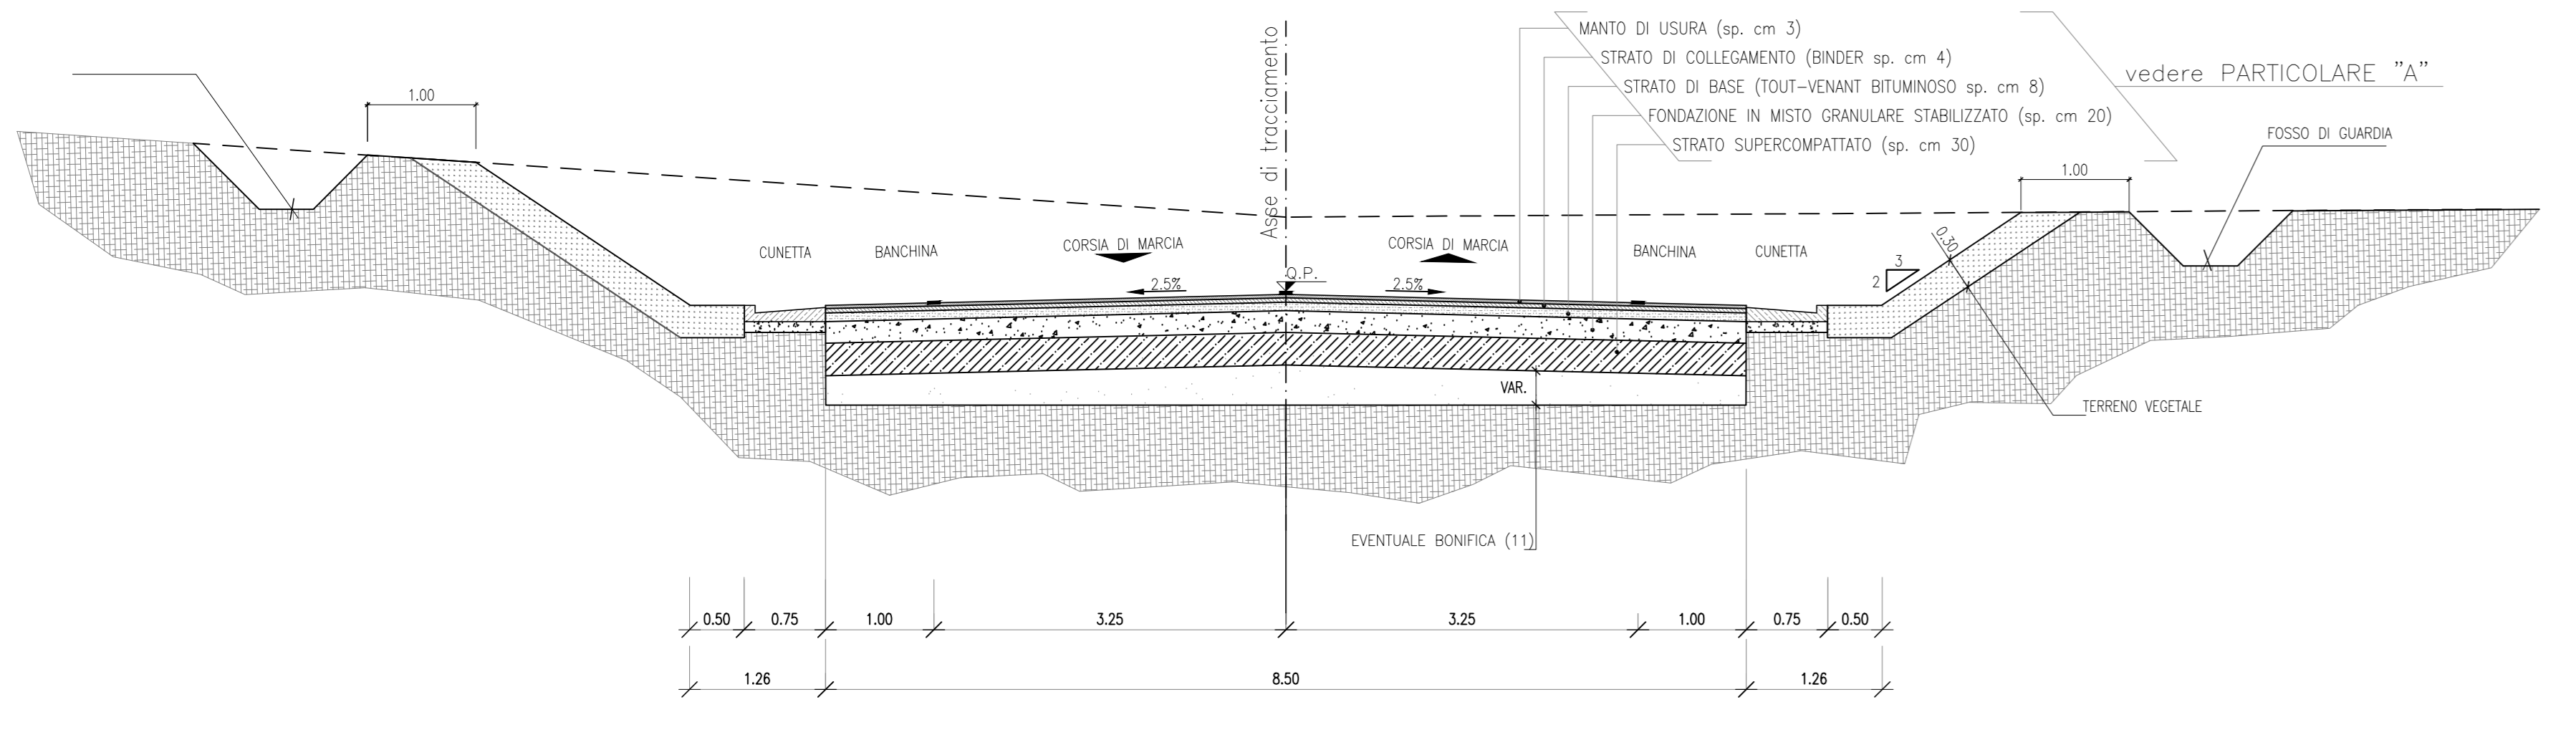 MANTO DI USURA (sp. cm 3)
STRATO DI COLLEGAMENTO (BINDER sp. cm 4)
STRATO DI BASE (TOUT-VENANT BITUMINOSO sp. cm 8)
FONDAZIONE IN MISTO GRANULARE STABILIZZATO (sp. cm 20)
STRATO SUPERCOMPATTATO (sp. cm 30)
vedere PARTICOLARE "A"
Asse di tracciamento
1.00
FOSSO DI GUARDIA
1.00
CUNETTA
BANCHINA
CORSIA DI MARCIA
CORSIA DI MARCIA
BANCHINA
CUNETTA
0.30
3
2
Q.P.
2.5%
2.5%
VAR.
TERRENO VEGETALE
EVENTUALE BONIFICA (11)
0.50
0.75
1.00
3.25
3.25
1.00
0.75
0.50
1.26
8.50
1.26